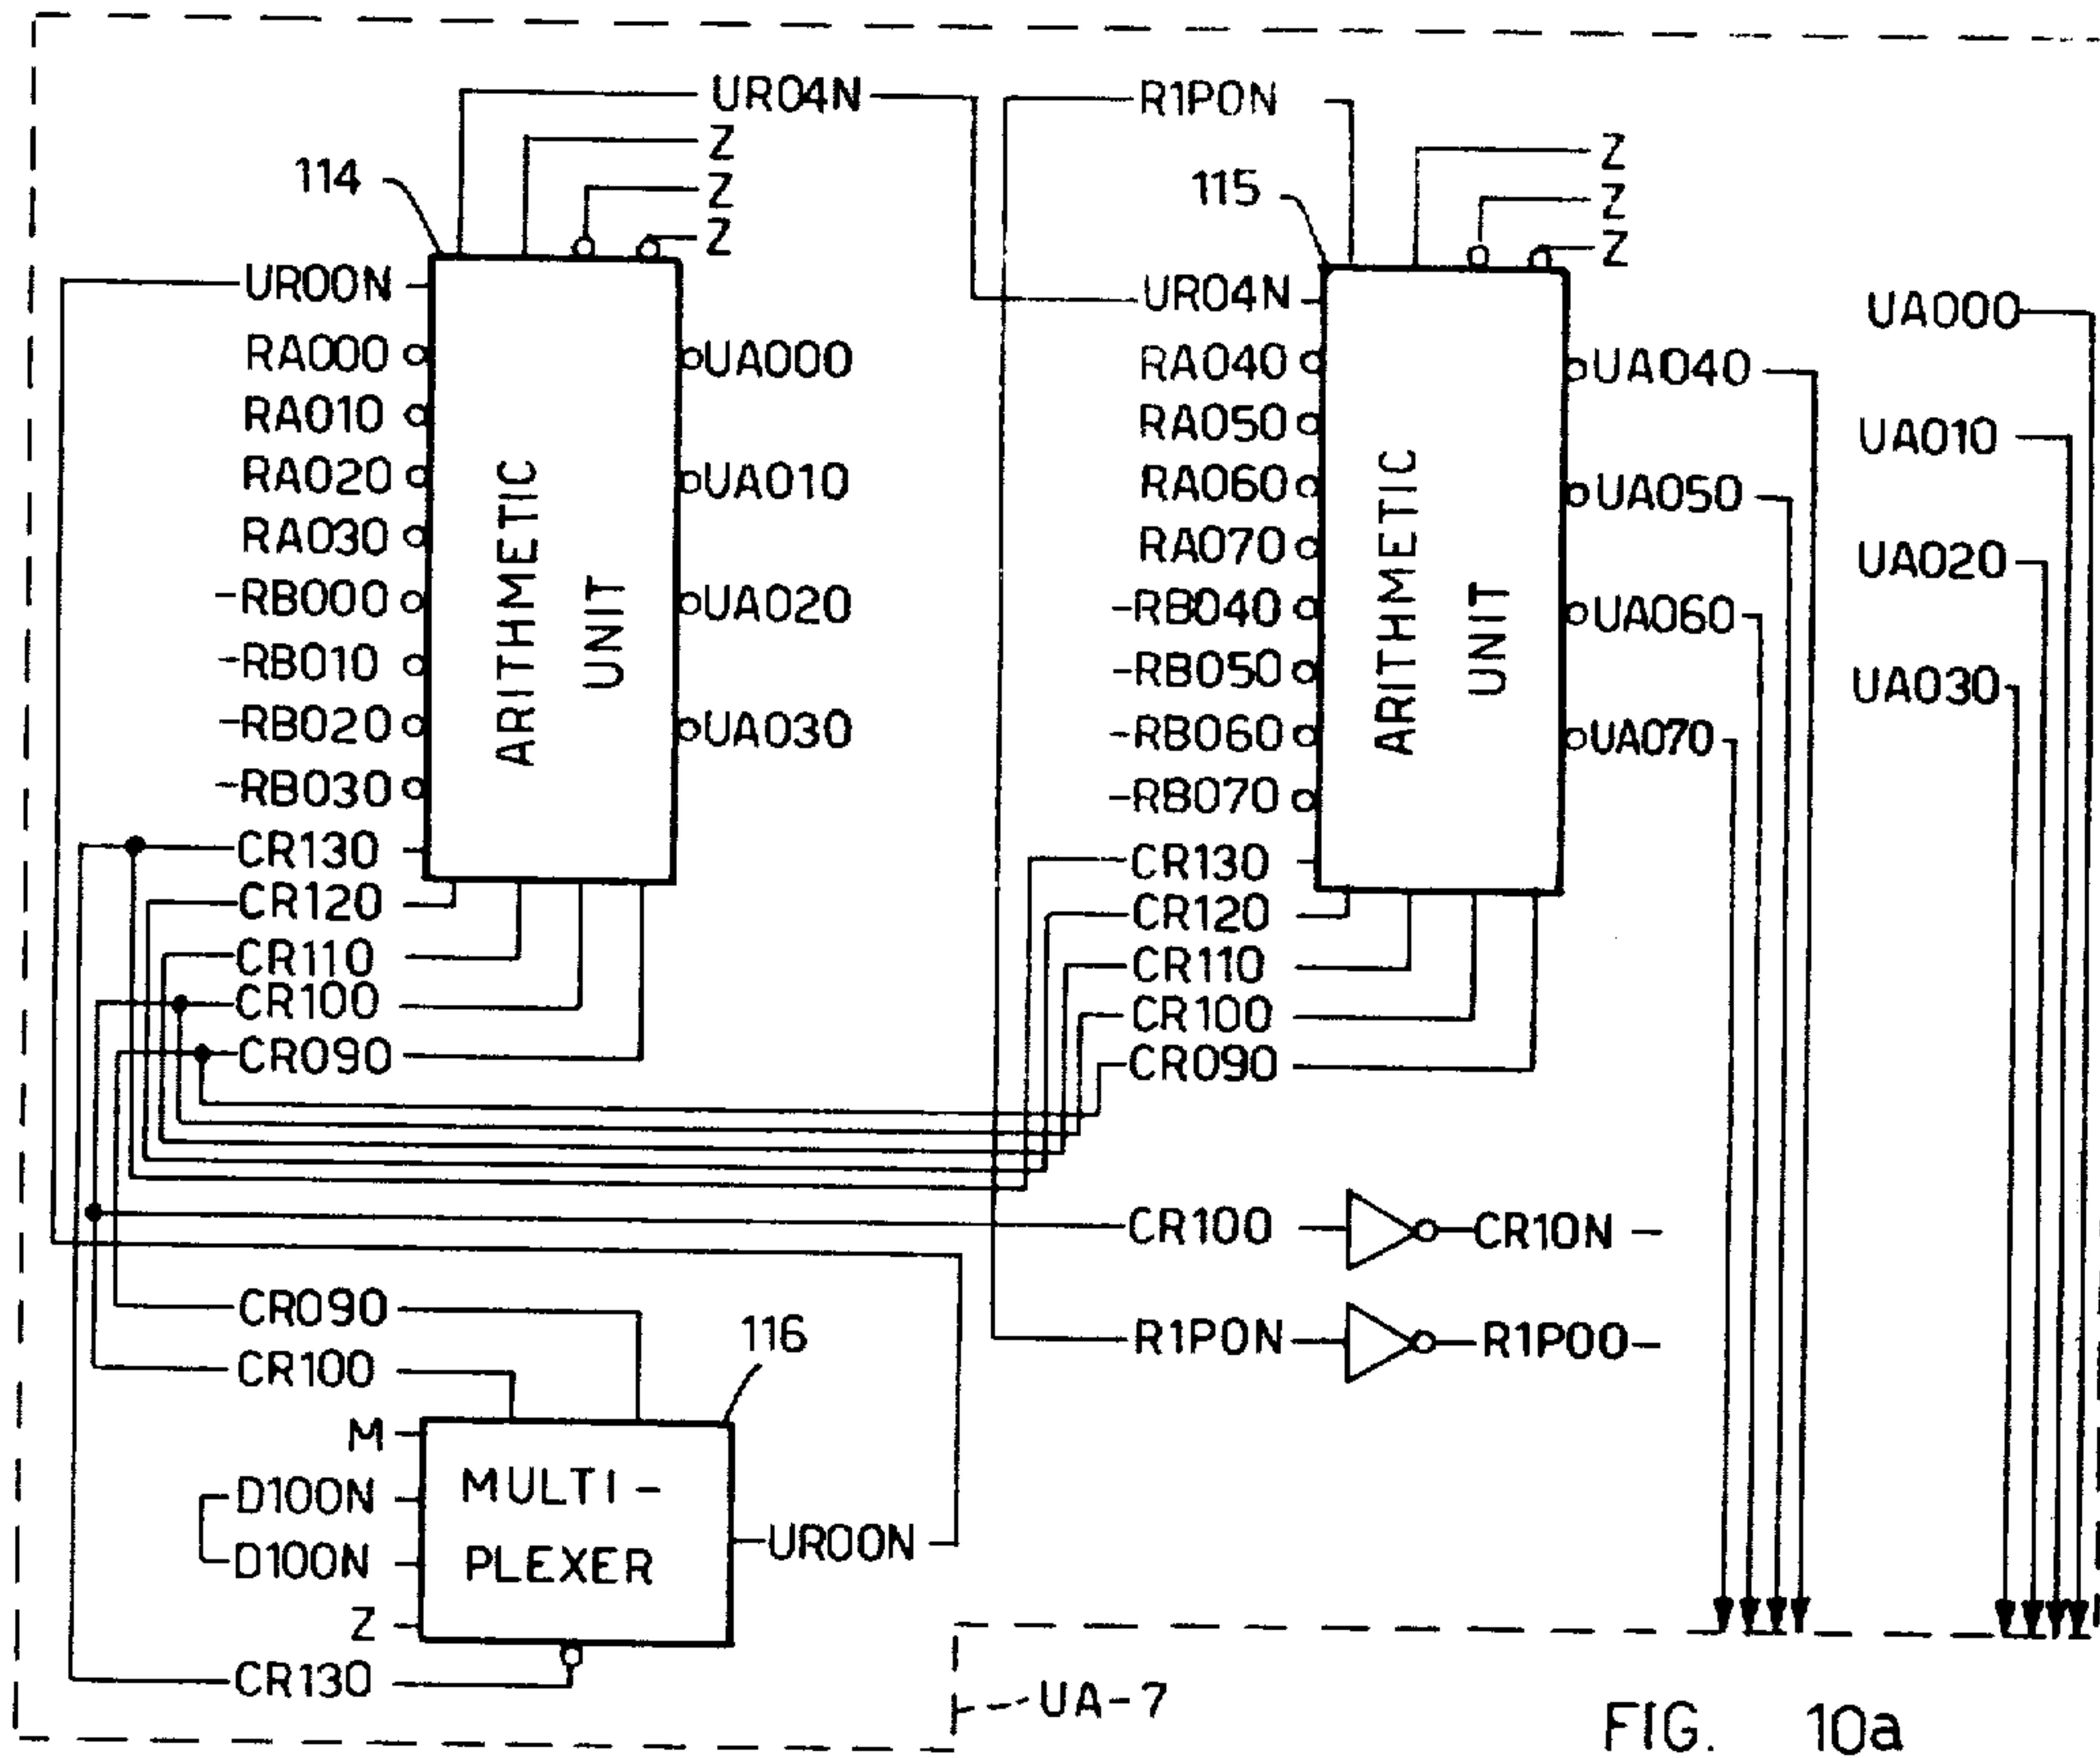 UR04N
Z
Z
Z
114
UR00N
RA000
RA010
RA020
RA030
-RB000
-RB010
-RB020
-RB030
CR130
CR120
CR110
CR100
CR090
ARITHMETIC
UNIT
UA000
UA010
UA020
UA030
R1P0N
Z
Z
Z
115
UR04N
RA040
RA050
RA060
RA070
-RB040
-RB050
-RB060
-RB070
CR130
CR120
CR110
CR100
CR090
ARITHMETIC
UNIT
UA040
UA050
UA060
UA070
UA000
UA010
UA020
UA030
CR100
CR10N -
R1P0N
R1P00-
CR090
CR100
116
M
D100N
D100N
Z
CR130
MULTI-
PLEXER
UR00N
UA-7
FIG. 10a